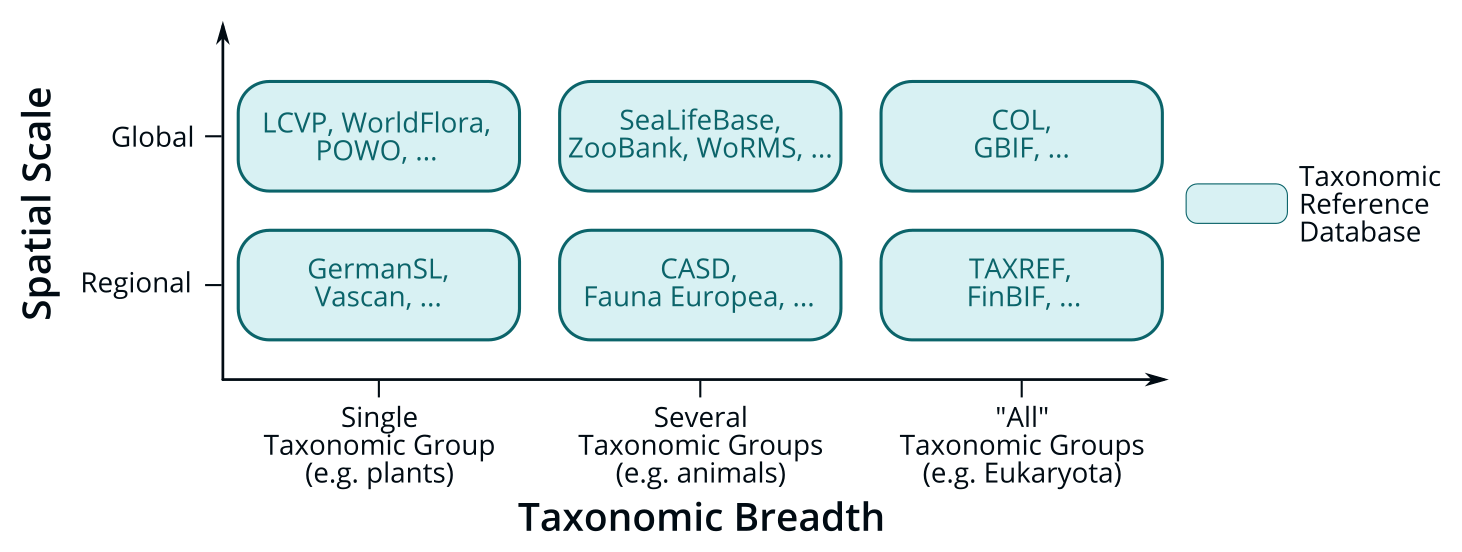 Spatial Scale
Global
LCVP, WorldFlora,
POWO, ...
SeaLifeBase,
ZooBank, WoRMS, ...
COL,
GBIF, ...
Regional
GermanSL,
Vascan, ...
CASD,
Fauna Europea, ...
TAXREF,
FinBIF, ...
Taxonomic
Reference
Database
Single
Taxonomic Group
(e.g. plants)
Several
Taxonomic Groups
(e.g. animals)
"All"
Taxonomic Groups
(e.g. Eukaryota)
Taxonomic Breadth